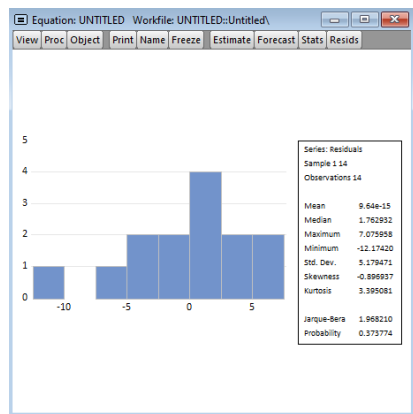 Equation: UNTITLED Workfile: UNTITLED::Untitled\
View Proc Object Print Name Freeze Estimate Forecast Stats Resids
5
4
3
2
1
0
-10 -5 0 5
Series: Residuals
Sample 1 14
Observations 14
Mean 9.64e-15
Median 1.762932
Maximum 7.075958
Minimum -12.17420
Std. Dev. 5.179471
Skewness -0.896937
Kurtosis 3.395081
Jarque-Bera 1.968210
Probability 0.373774